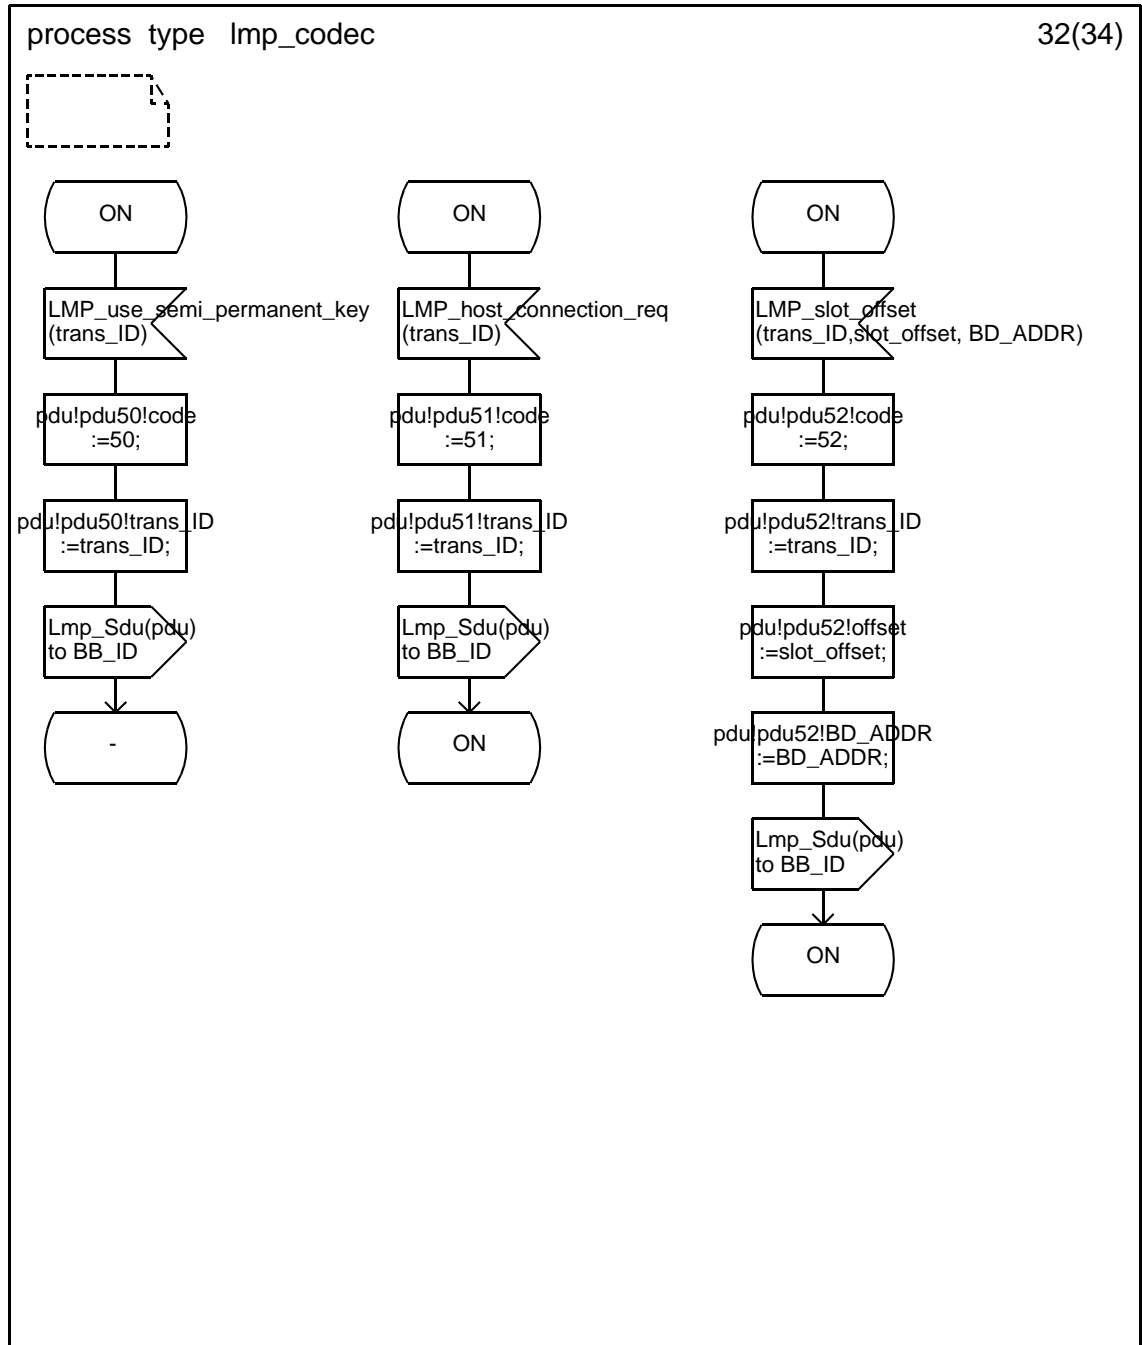 process type lmp_codec
32(34)
ON
LMP_use_semi_permanent_key
(trans_ID)
pdu!pdu50!code
:=50;
pdu!pdu50!trans_ID
:=trans_ID;
Lmp_Sdu(pdu)
to BB_ID
-
ON
LMP_host_connection_req
(trans_ID)
pdu!pdu51!code
:=51;
pdu!pdu51!trans_ID
:=trans_ID;
Lmp_Sdu(pdu)
to BB_ID
ON
ON
LMP_slot_offset
(trans_ID,slot_offset, BD_ADDR)
pdu!pdu52!code
:=52;
pdu!pdu52!trans_ID
:=trans_ID;
pdu!pdu52!offset
:=slot_offset;
pdu!pdu52!BD_ADDR
:=BD_ADDR;
Lmp_Sdu(pdu)
to BB_ID
ON